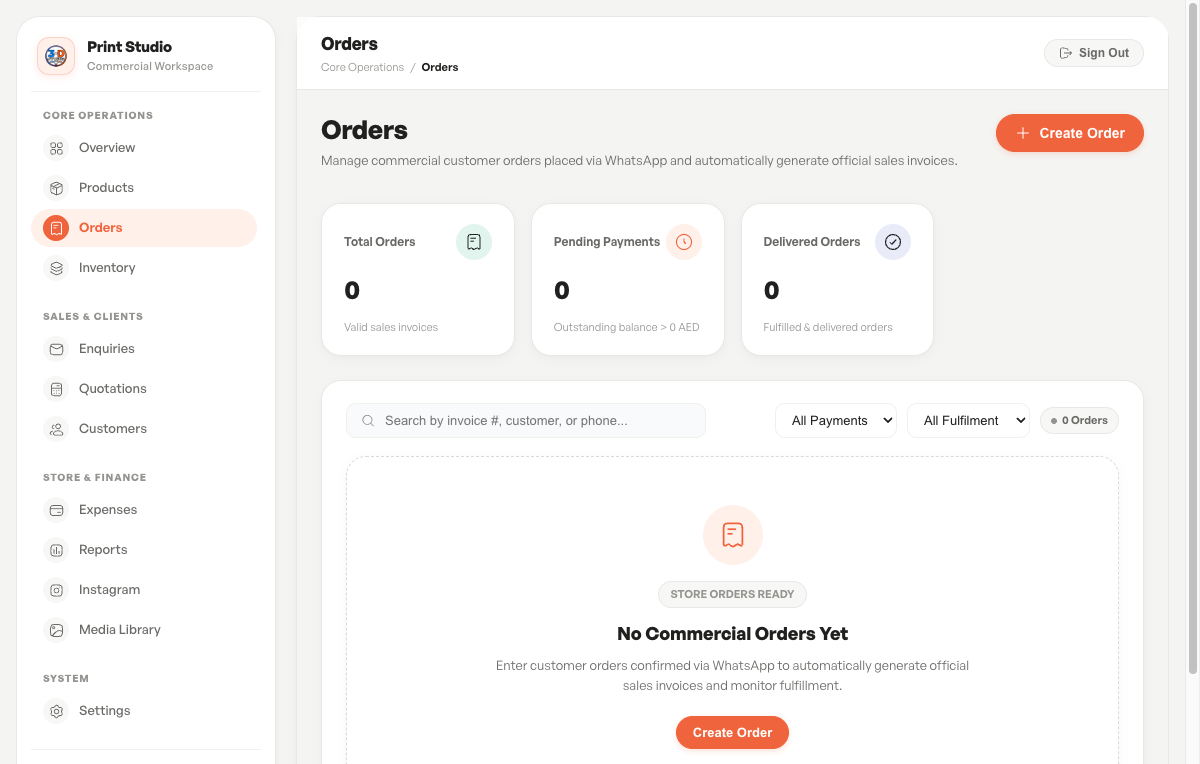 Print Studio
Commercial Workspace
CORE OPERATIONS
Overview
Products
Orders
Inventory
SALES & CLIENTS
Enquiries
Quotations
Customers
STORE & FINANCE
Expenses
Reports
Instagram
Media Library
SYSTEM
Settings
Orders
Core Operations / Orders
Sign Out
Orders
Manage commercial customer orders placed via WhatsApp and automatically generate official sales invoices.
Create Order
Total Orders
0
Valid sales invoices
Pending Payments
0
Outstanding balance > 0 AED
Delivered Orders
0
Fulfilled & delivered orders
Search by invoice #, customer, or phone...
All Payments
All Fulfilment
0 Orders
STORE ORDERS READY
No Commercial Orders Yet
Enter customer orders confirmed via WhatsApp to automatically generate official
sales invoices and monitor fulfillment.
Create Order